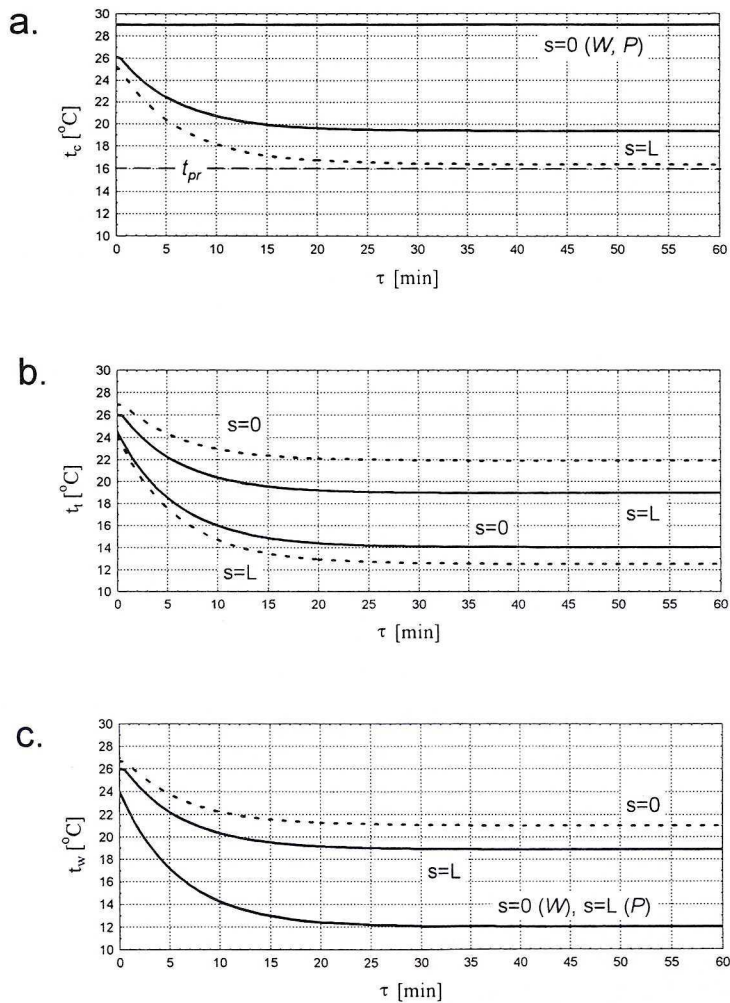 a.
30
28
26
24
22
20
18
16
14
12
10
t_c [°C]
s=0 (W, P)
s=L
t_pr
0 5 10 15 20 25 30 35 40 45 50 55 60
τ [min]
b.
30
28
26
24
22
20
18
16
14
12
10
t_t [°C]
s=0
s=L
s=0
s=L
0 5 10 15 20 25 30 35 40 45 50 55 60
τ [min]
c.
30
28
26
24
22
20
18
16
14
12
10
t_w [°C]
s=0
s=L
s=0 (W), s=L (P)
0 5 10 15 20 25 30 35 40 45 50 55 60
τ [min]